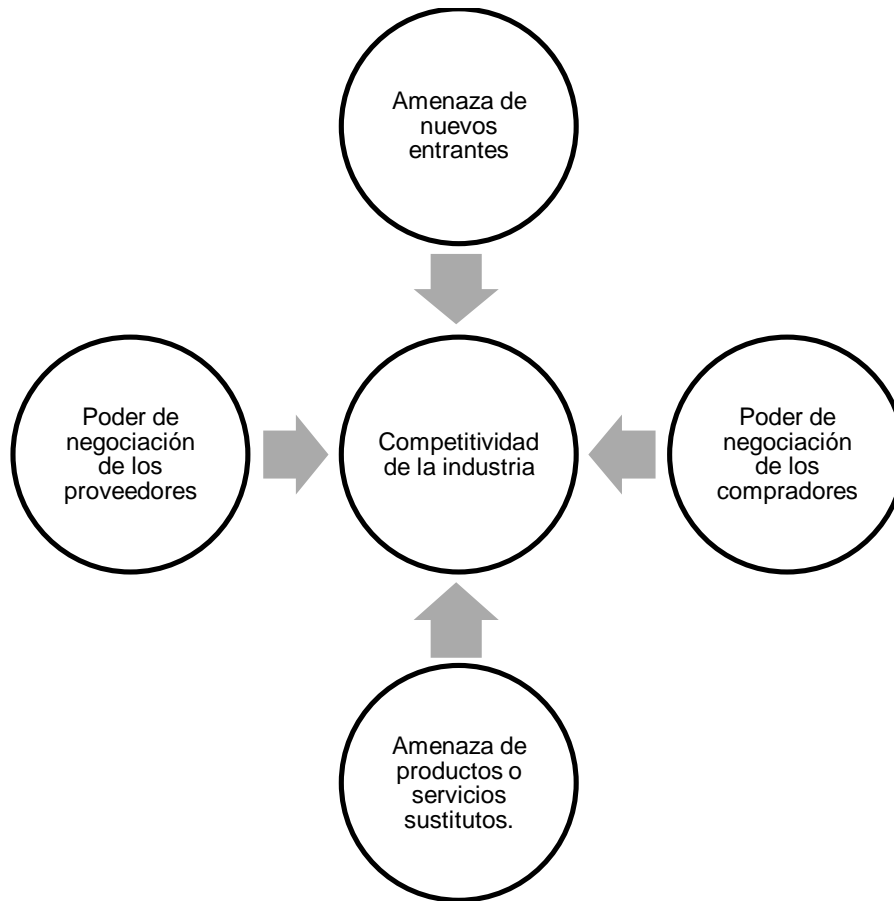 Amenaza de
nuevos
entrantes
Poder de
negociación
de los
proveedores
Competitividad
de la industria
Poder de
negociación
de los
compradores
Amenaza de
productos o
servicios
sustitutos.